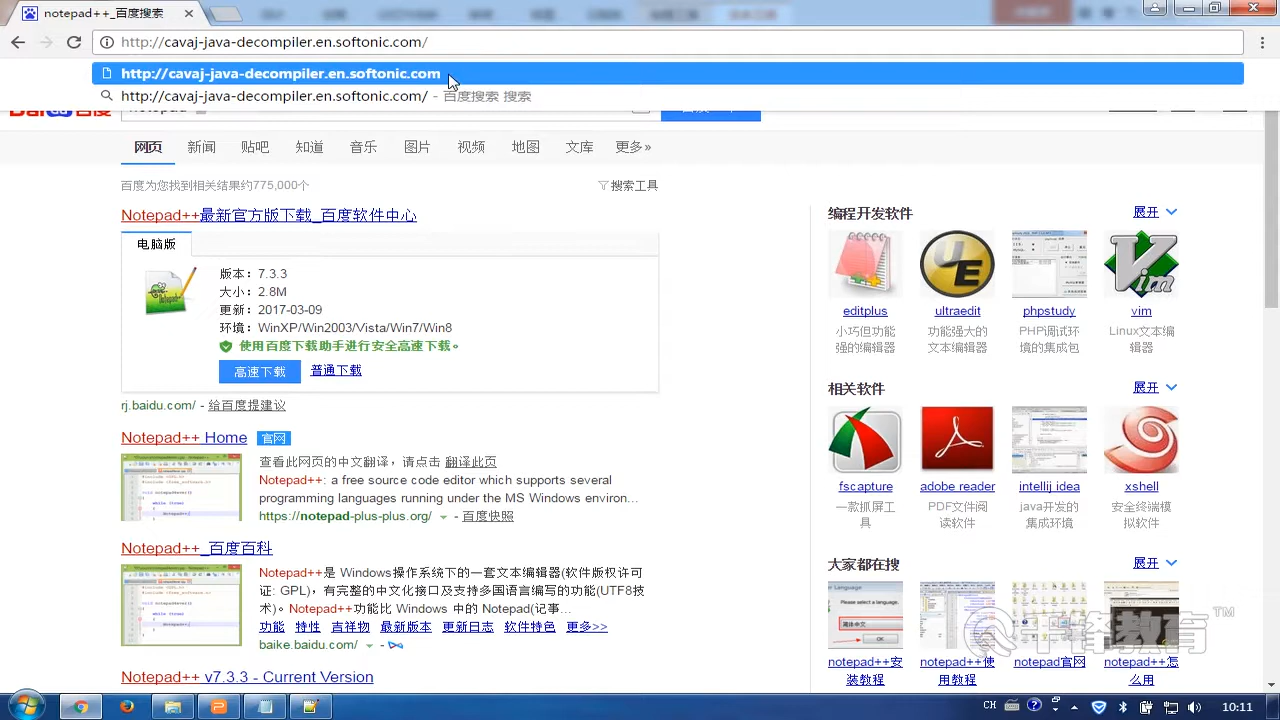 notepad ++_百度搜索
http://cavaj-java-decompiler.en.softonic.com/
http://cavaj-java-decompiler.en.softonic.com
http://cavaj-java-decompiler.en.softonic.com/ - 百度搜索 搜索
网页 新闻 贴吧 知道 音乐 图片 视频 地图 文库 更多»
百度为您找到相关结果约775,000个
搜索工具
Notepad++最新官方版下载_百度软件中心
电脑版
版本：7.3.3
大小：2.8M
更新：2017-03-09
环境：WinXP/Win2003/Vista/Win7/Win8
使用百度下载助手进行安全高速下载。
高速下载 普通下载
rj.baidu.com/ - 给百度提建议
Notepad++ Home 官网
查看此网页的中文翻译，请点击 翻译此页
Notepad++: a free source code editor which supports several
programming languages running under the MS Windows environ...
https://notepad-plus-plus.org/ - 百度快照
Notepad++_百度百科
Notepad++是 Windows操作系统下的一套文本编辑器(软件版权许可
证: GPL)，有完整的中文化接口及支持多国语言编写的功能(UTF8技
术)。Notepad++功能比 Windows 中的 Notepad(记事...
功能 特性 宫音物 最新版本 更新日志 软件特色 更多>>
baike.baidu.com/
Notepad++ v7.3.3 - Current Version
编程开发软件
展开
editplus
小巧但功能
强的编辑器
ultraedit
功能强大的
文本编辑器
phpstudy
PHP调试环
境的集成包
vim
Linux文本编
辑器
相关软件
展开
fscapture
一款抓屏工
具
adobe reader
PDF文件阅
读软件
intellij idea
java开发的
集成环境
xshell
安全终端模
拟软件
大家都在搜
展开
notepad++安
装教程
notepad++使
用教程
notepad官网
notepad++怎
么用
千锋教育™
CH
10:11